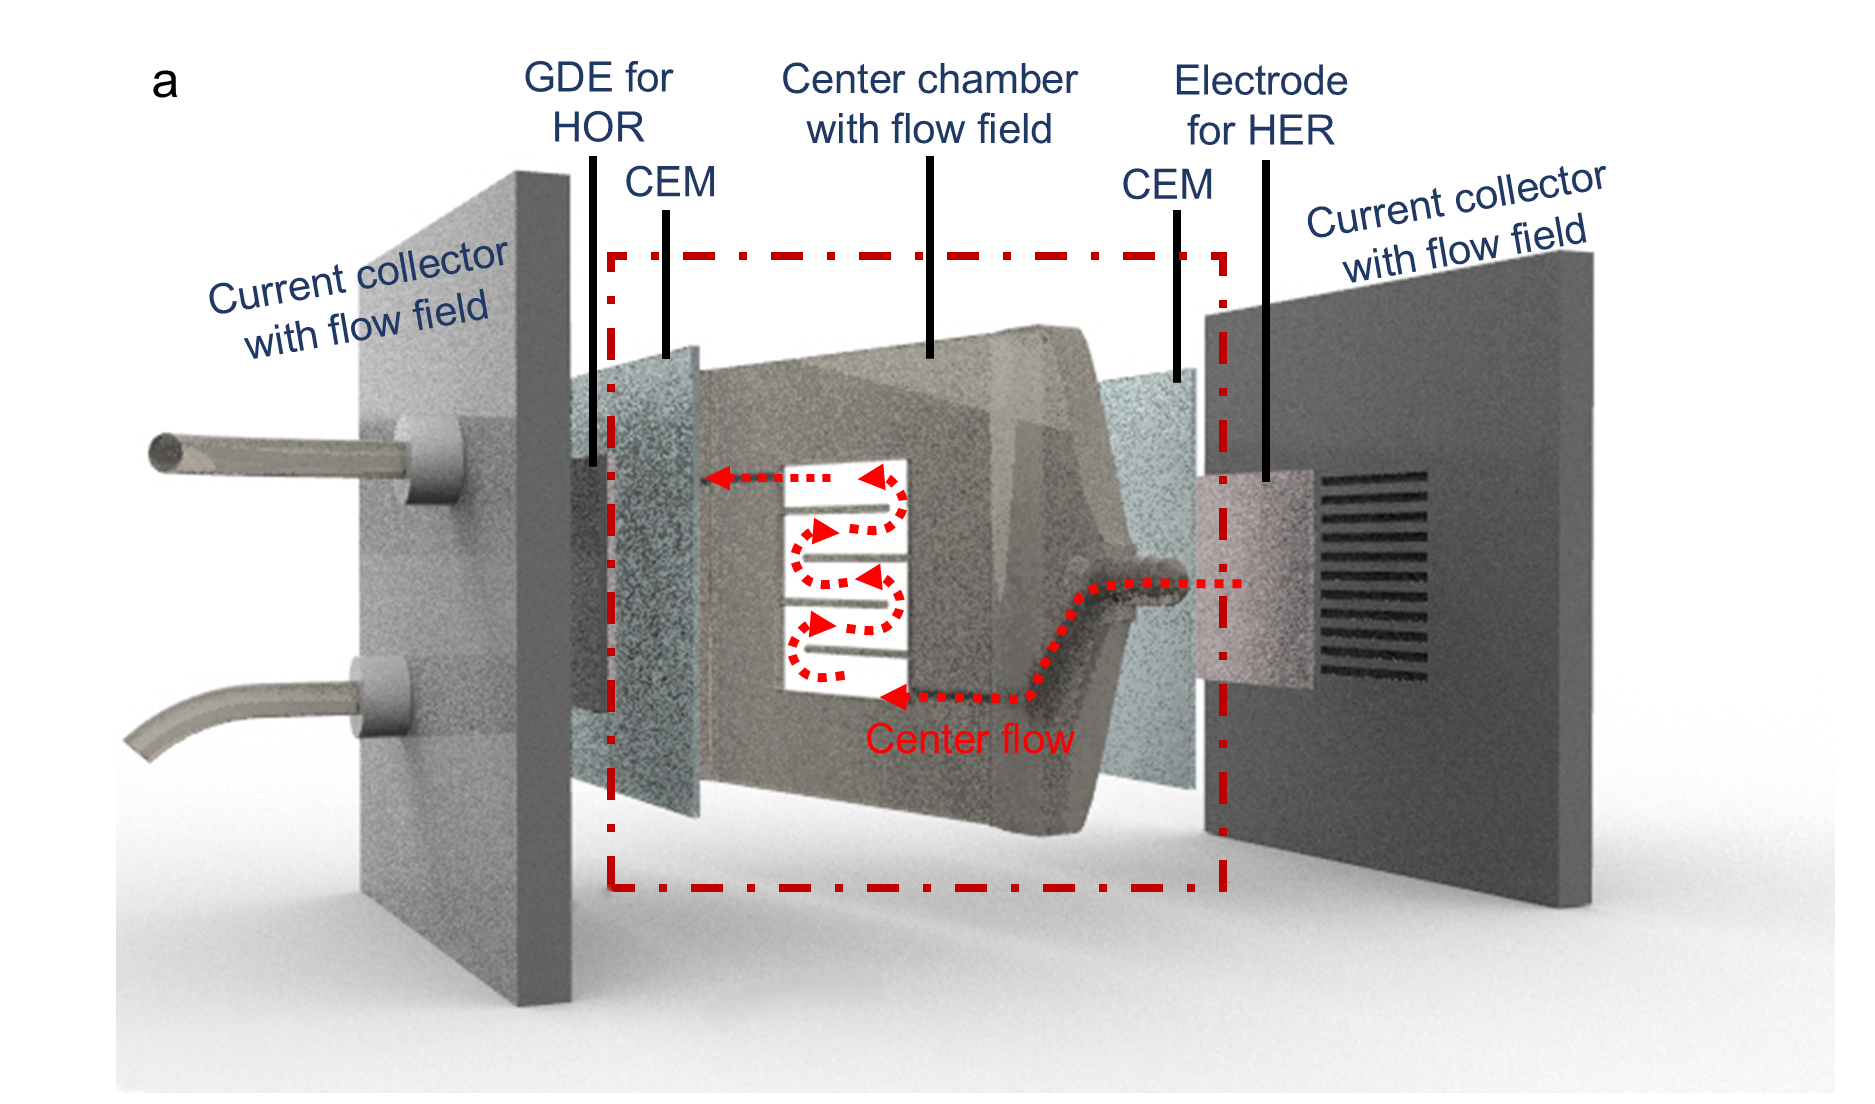 a
GDE for
HOR
CEM
Center chamber
with flow field
Electrode
for HER
CEM
Current collector
with flow field
Current collector
with flow field
Center flow